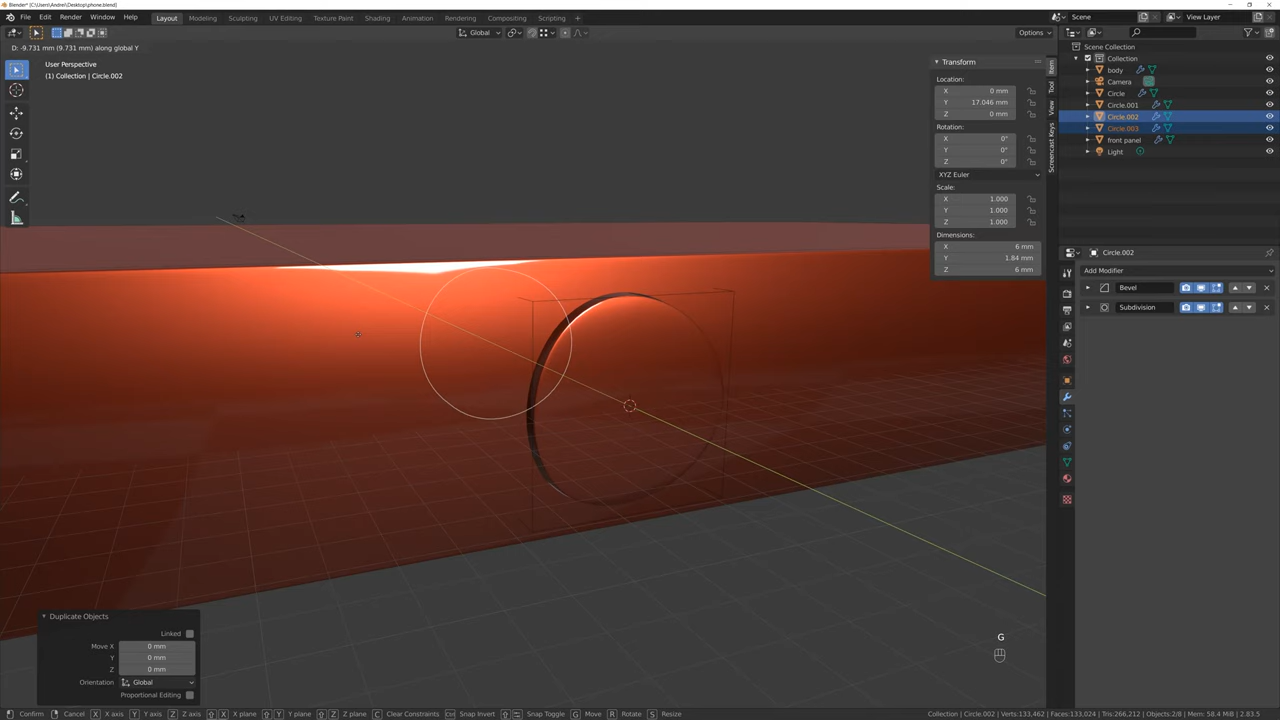 Blender* [C:\Users\Andrei\Desktop\phone.blend]
File Edit Render Window Help
Layout Modeling Sculpting UV Editing Texture Paint Shading Animation Rendering Compositing Scripting +
Scene View Layer
Global Options
D: -9.731 mm (9.731 mm) along global Y
User Perspective
(1) Collection | Circle.002
Transform
Location:
X 0 mm
Y 17.046 mm
Z 0 mm
Rotation:
X 0°
Y 0°
Z 0°
XYZ Euler
Scale:
X 1.000
Y 1.000
Z 1.000
Dimensions:
X 6 mm
Y 1.84 mm
Z 6 mm
Item
Tool
View
Screencast Keys
Scene Collection
Collection
body
Camera
Circle
Circle.001
Circle.002
Circle.003
front panel
Light
Circle.002
Add Modifier
Bevel
Subdivision
Duplicate Objects
Linked
Move X 0 mm
Y 0 mm
Z 0 mm
Orientation Global
Proportional Editing
G
Confirm Cancel X X axis Y Y axis Z Z axis X X plane Y Y plane Z Z plane C Clear Constraints Snap Invert Snap Toggle G Move R Rotate S Resize
Collection | Circle.002 | Verts:133,462 | Faces:133,024 | Tris:266,212 | Objects:2/8 | Mem: 58.4 MiB | 2.83.5